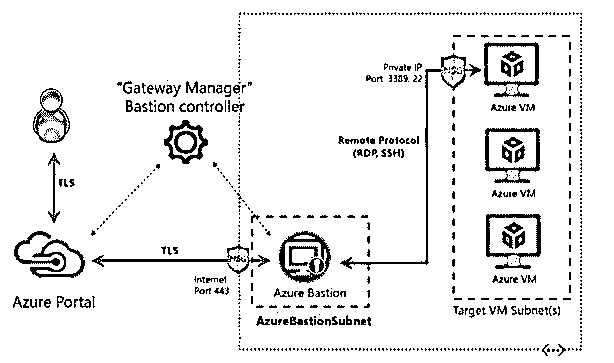 "Gateway Manager"
Bastion controller
TLS
Azure Portal
TLS
NSG
Internet
Port 443
Azure Bastion
AzureBastionSubnet
Remote Protocol
(RDP, SSH)
Private IP
Port 3389, 22
NSG
Azure VM
Azure VM
Azure VM
Target VM Subnet(s)